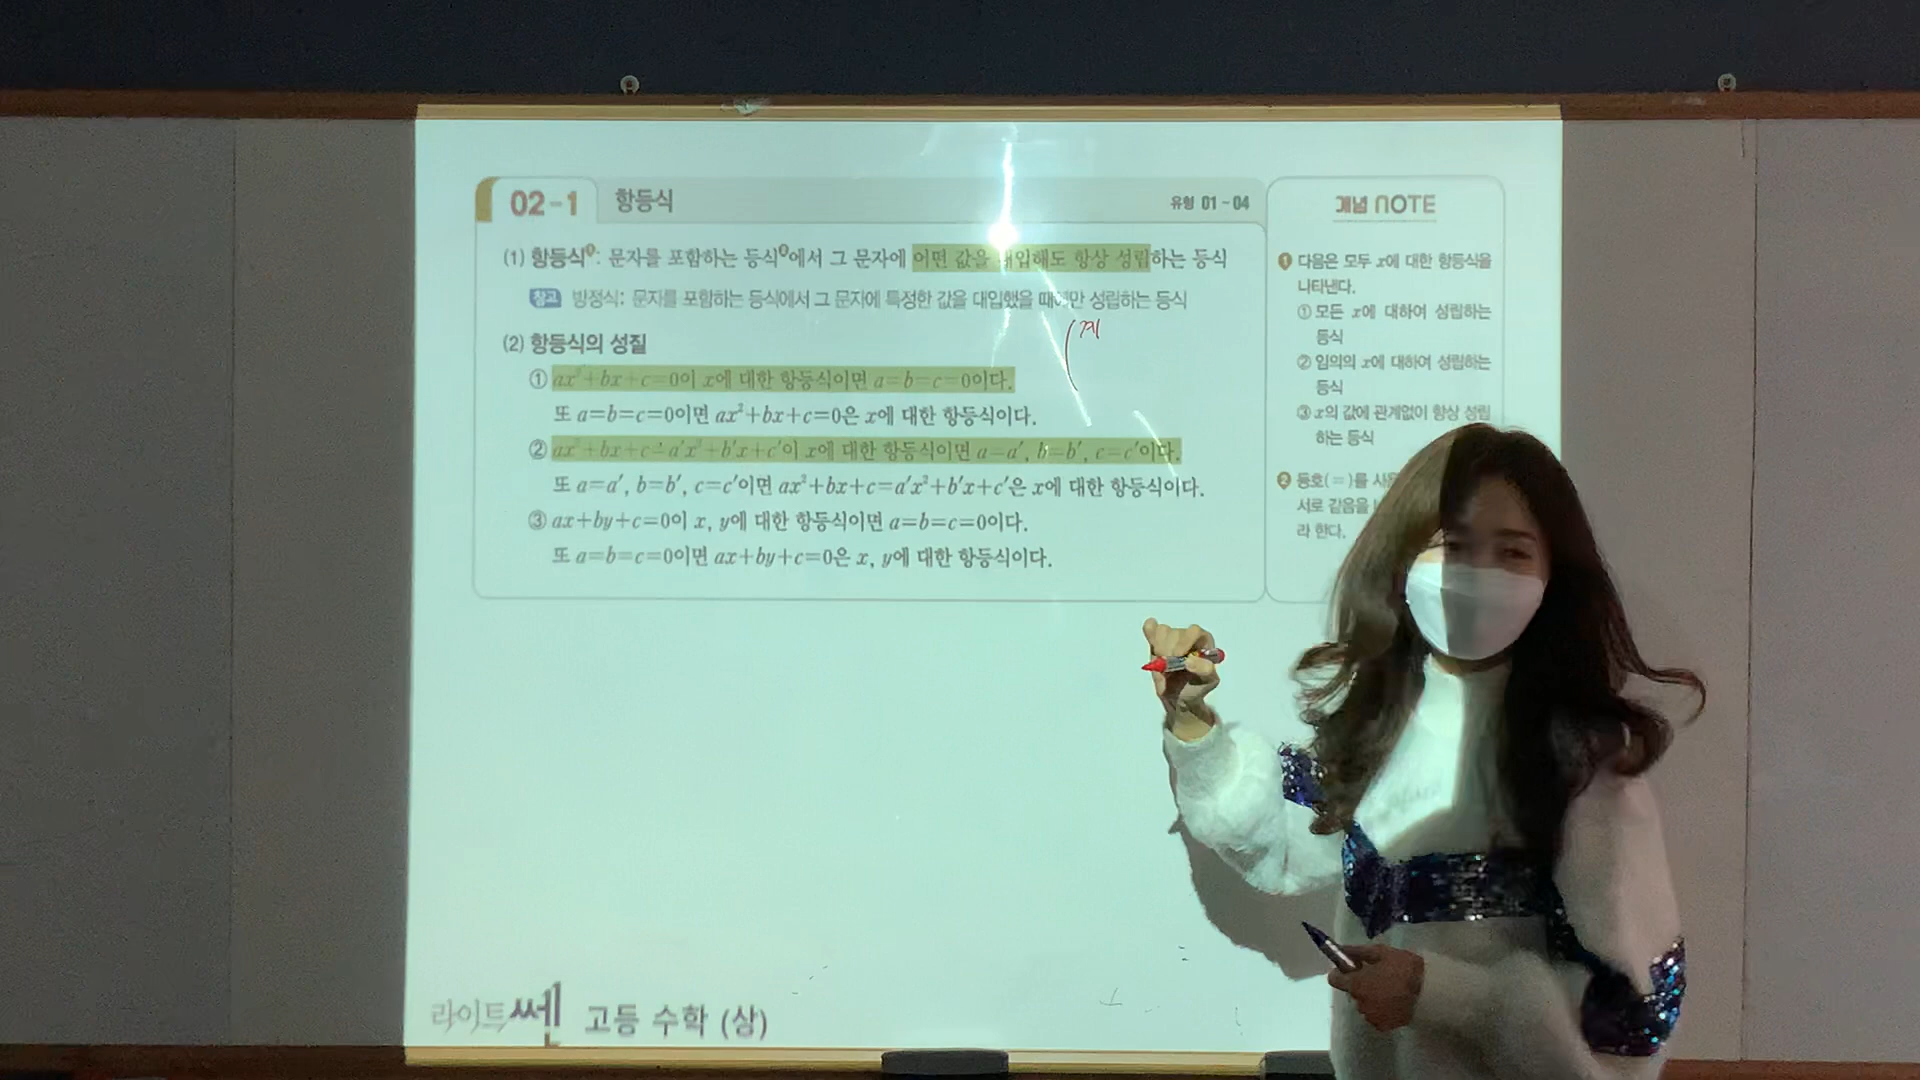 02-1 항등식 유형 01 ~ 04
(1) 항등식❶: 문자를 포함하는 등식❷에서 그 문자에 어떤 값을 대입해도 항상 성립하는 등식
참고 방정식: 문자를 포함하는 등식에서 그 문자에 특정한 값을 대입했을 때에만 성립하는 등식
계
(2) 항등식의 성질
① ax²+bx+c=0이 x에 대한 항등식이면 a=b=c=0이다.
또 a=b=c=0이면 ax²+bx+c=0은 x에 대한 항등식이다.
② ax²+bx+c=a′x²+b′x+c′이 x에 대한 항등식이면 a=a′, b=b′, c=c′이다.
또 a=a′, b=b′, c=c′이면 ax²+bx+c=a′x²+b′x+c′은 x에 대한 항등식이다.
③ ax+by+c=0이 x, y에 대한 항등식이면 a=b=c=0이다.
또 a=b=c=0이면 ax+by+c=0은 x, y에 대한 항등식이다.
개념 NOTE
❶ 다음은 모두 x에 대한 항등식을
나타낸다.
① 모든 x에 대하여 성립하는
등식
② 임의의 x에 대하여 성립하는
등식
③ x의 값에 관계없이 항상 성립
하는 등식
❷ 등호(=)를
서로 같음을
라 한다.
라이트쎈 고등 수학 (상)